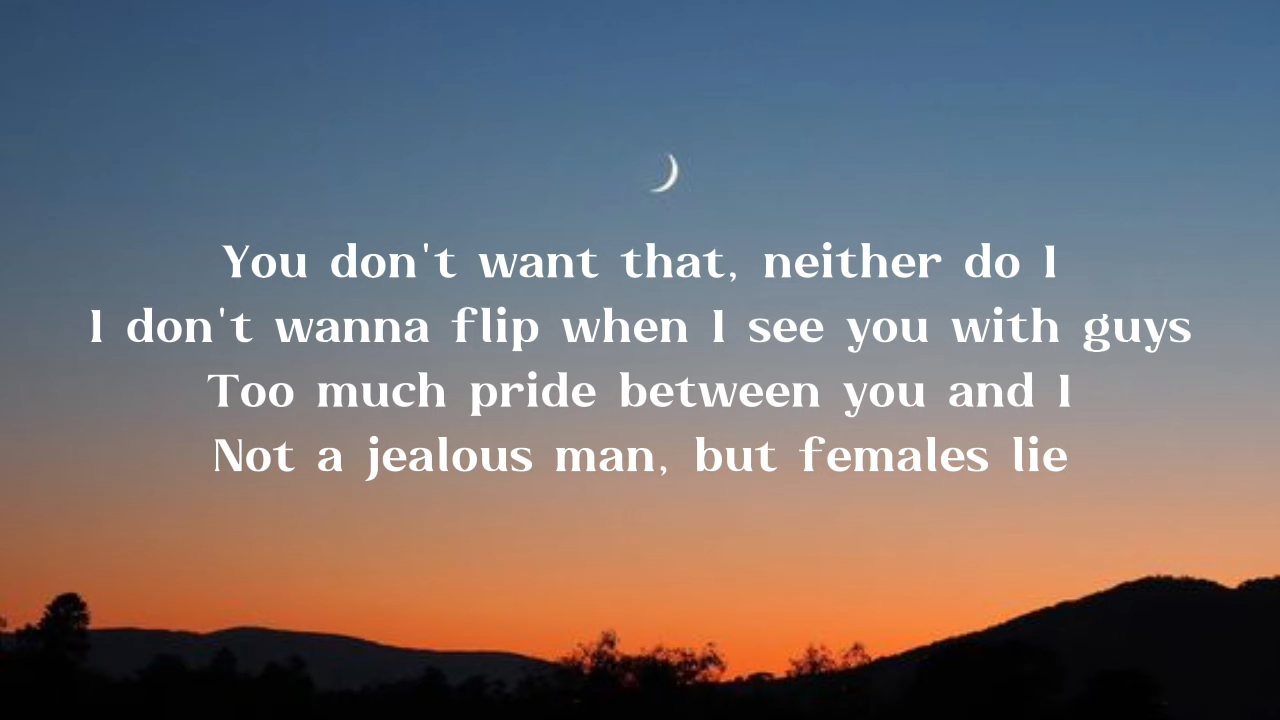 You don't want that, neither do I
I don't wanna flip when I see you with guys
Too much pride between you and I
Not a jealous man, but females lie